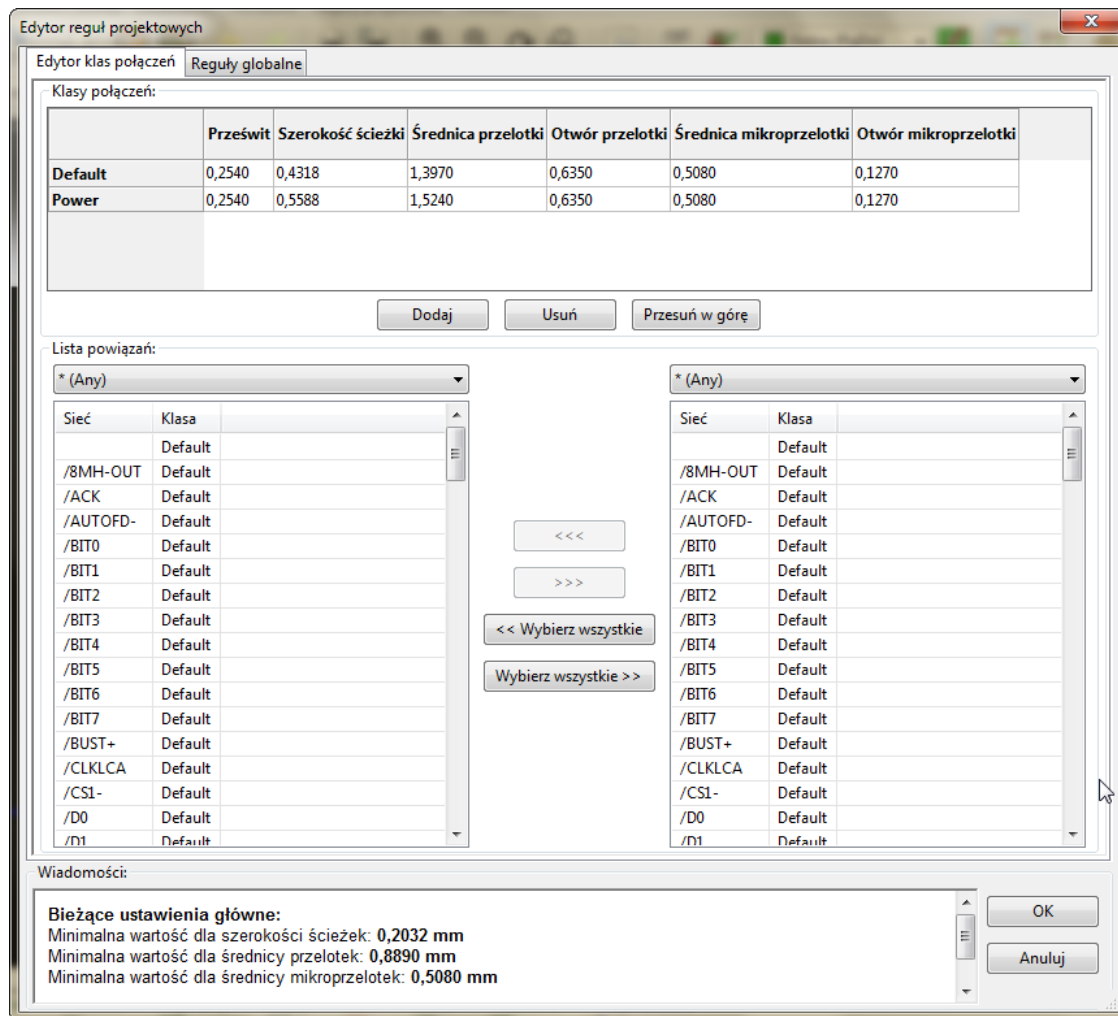 Edytor reguł projektowych
Edytor klas połączeń Reguły globalne
Klasy połączeń:
Prześwit Szerokość ścieżki Średnica przelotki Otwór przelotki Średnica mikroprzelotki Otwór mikroprzelotki
Default 0,2540 0,4318 1,3970 0,6350 0,5080 0,1270
Power 0,2540 0,5588 1,5240 0,6350 0,5080 0,1270
Dodaj Usuń Przesuń w górę
Lista powiązań:
* (Any) * (Any)
Sieć Klasa Sieć Klasa
Default Default
/8MH-OUT Default /8MH-OUT Default
/ACK Default /ACK Default
/AUTOFD- Default /AUTOFD- Default
<<<
/BIT0 Default /BIT0 Default
/BIT1 Default /BIT1 Default
>>>
/BIT2 Default /BIT2 Default
/BIT3 Default /BIT3 Default
<< Wybierz wszystkie
/BIT4 Default /BIT4 Default
/BIT5 Default /BIT5 Default
Wybierz wszystkie >>
/BIT6 Default /BIT6 Default
/BIT7 Default /BIT7 Default
/BUST+ Default /BUST+ Default
/CLKLCA Default /CLKLCA Default
/CS1- Default /CS1- Default
/D0 Default /D0 Default
/D1 Default /D1 Default
Wiadomości:
Bieżące ustawienia główne:
Minimalna wartość dla szerokości ścieżek: 0,2032 mm
Minimalna wartość dla średnicy przelotek: 0,8890 mm
Minimalna wartość dla średnicy mikroprzelotek: 0,5080 mm
OK
Anuluj